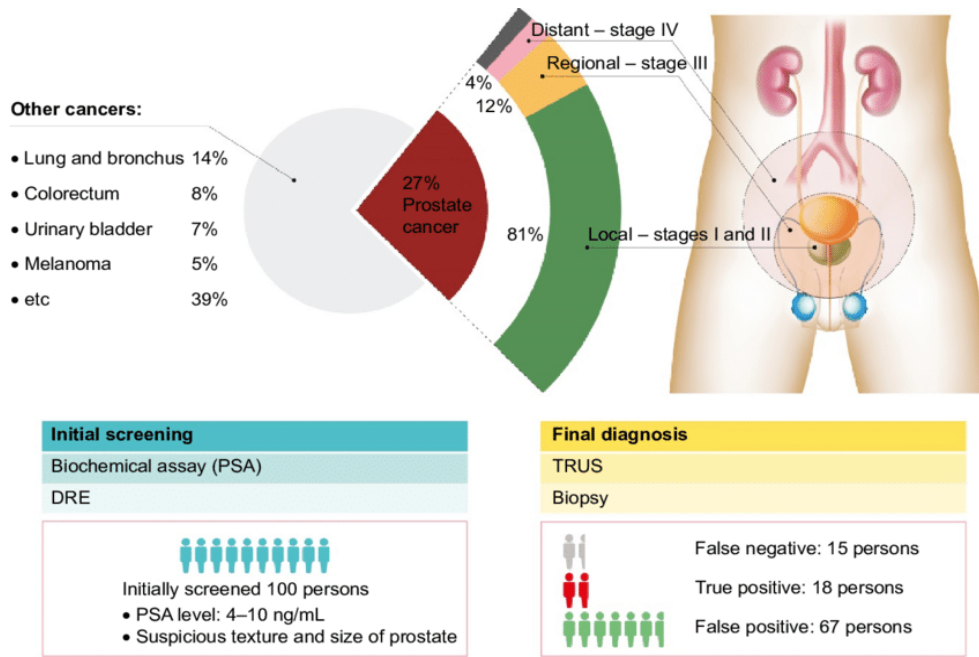 Distant – stage IV
Regional – stage III
4%
12%
Other cancers:
• Lung and bronchus 14%
• Colorectum 8%
• Urinary bladder 7%
• Melanoma 5%
• etc 39%
27%
Prostate
cancer
81%
Local – stages I and II
Initial screening
Biochemical assay (PSA)
DRE
Initially screened 100 persons
• PSA level: 4–10 ng/mL
• Suspicious texture and size of prostate
Final diagnosis
TRUS
Biopsy
False negative: 15 persons
True positive: 18 persons
False positive: 67 persons